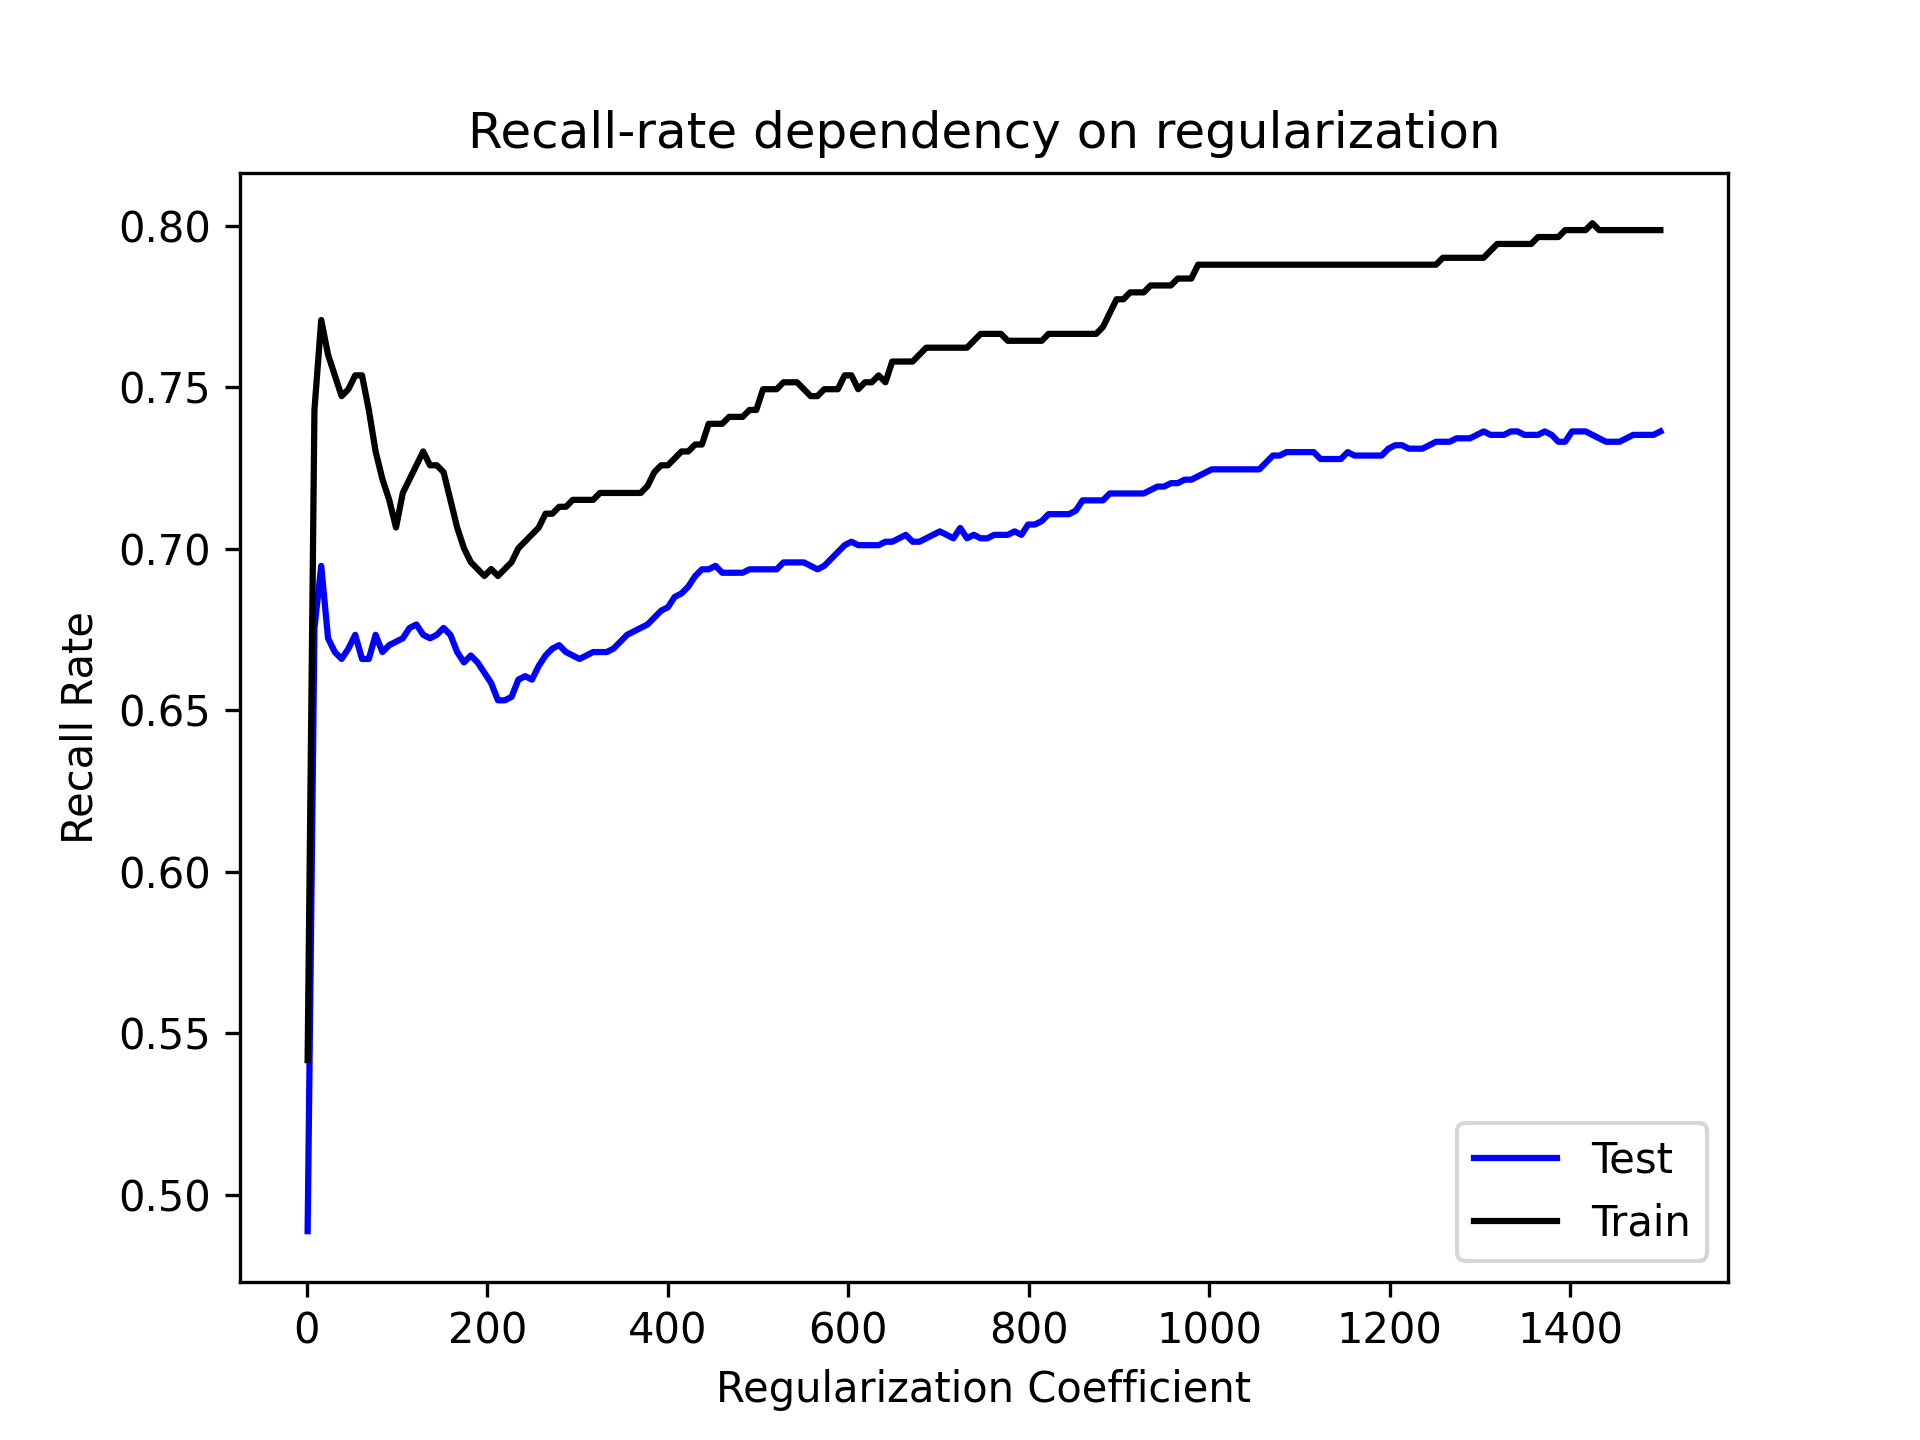 Recall-rate dependency on regularization
0.80
0.75
0.70
0.65
0.60
0.55
0.50
Recall Rate
0 200 400 600 800 1000 1200 1400
Regularization Coefficient
Test
Train